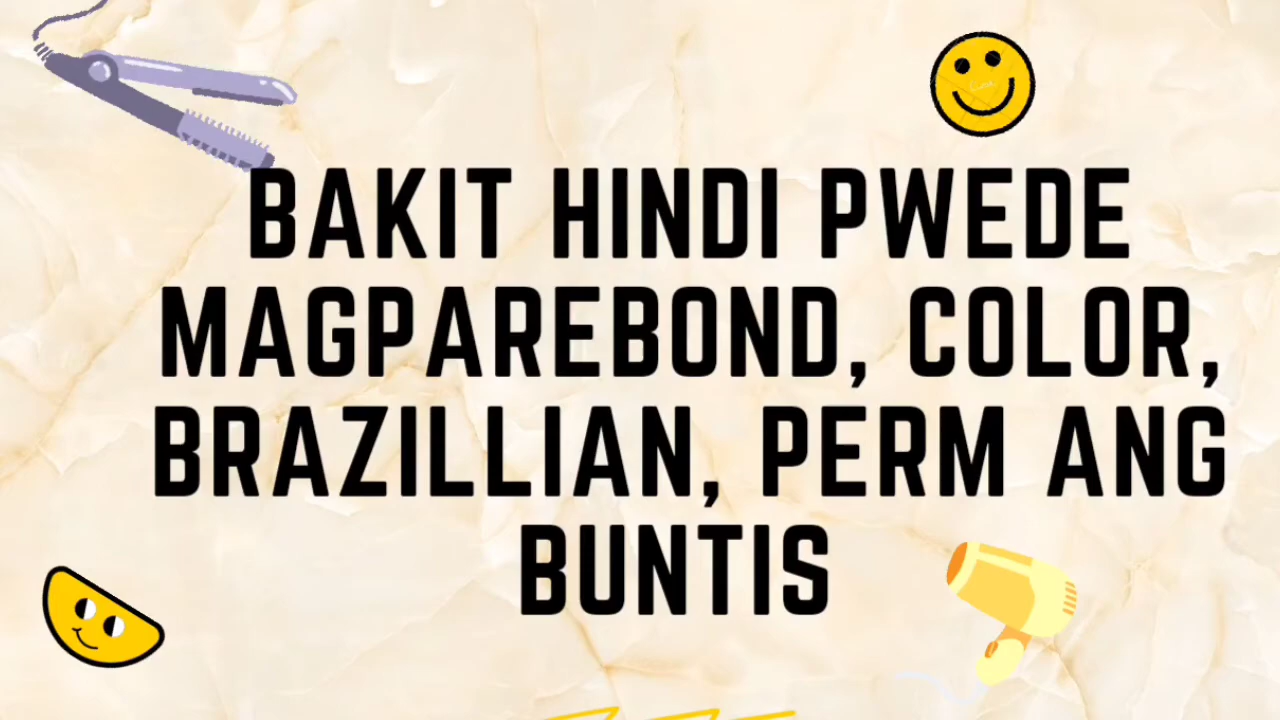 BAKIT HINDI PWEDE
MAGPAREBOND, COLOR,
BRAZILLIAN, PERM ANG
BUNTIS